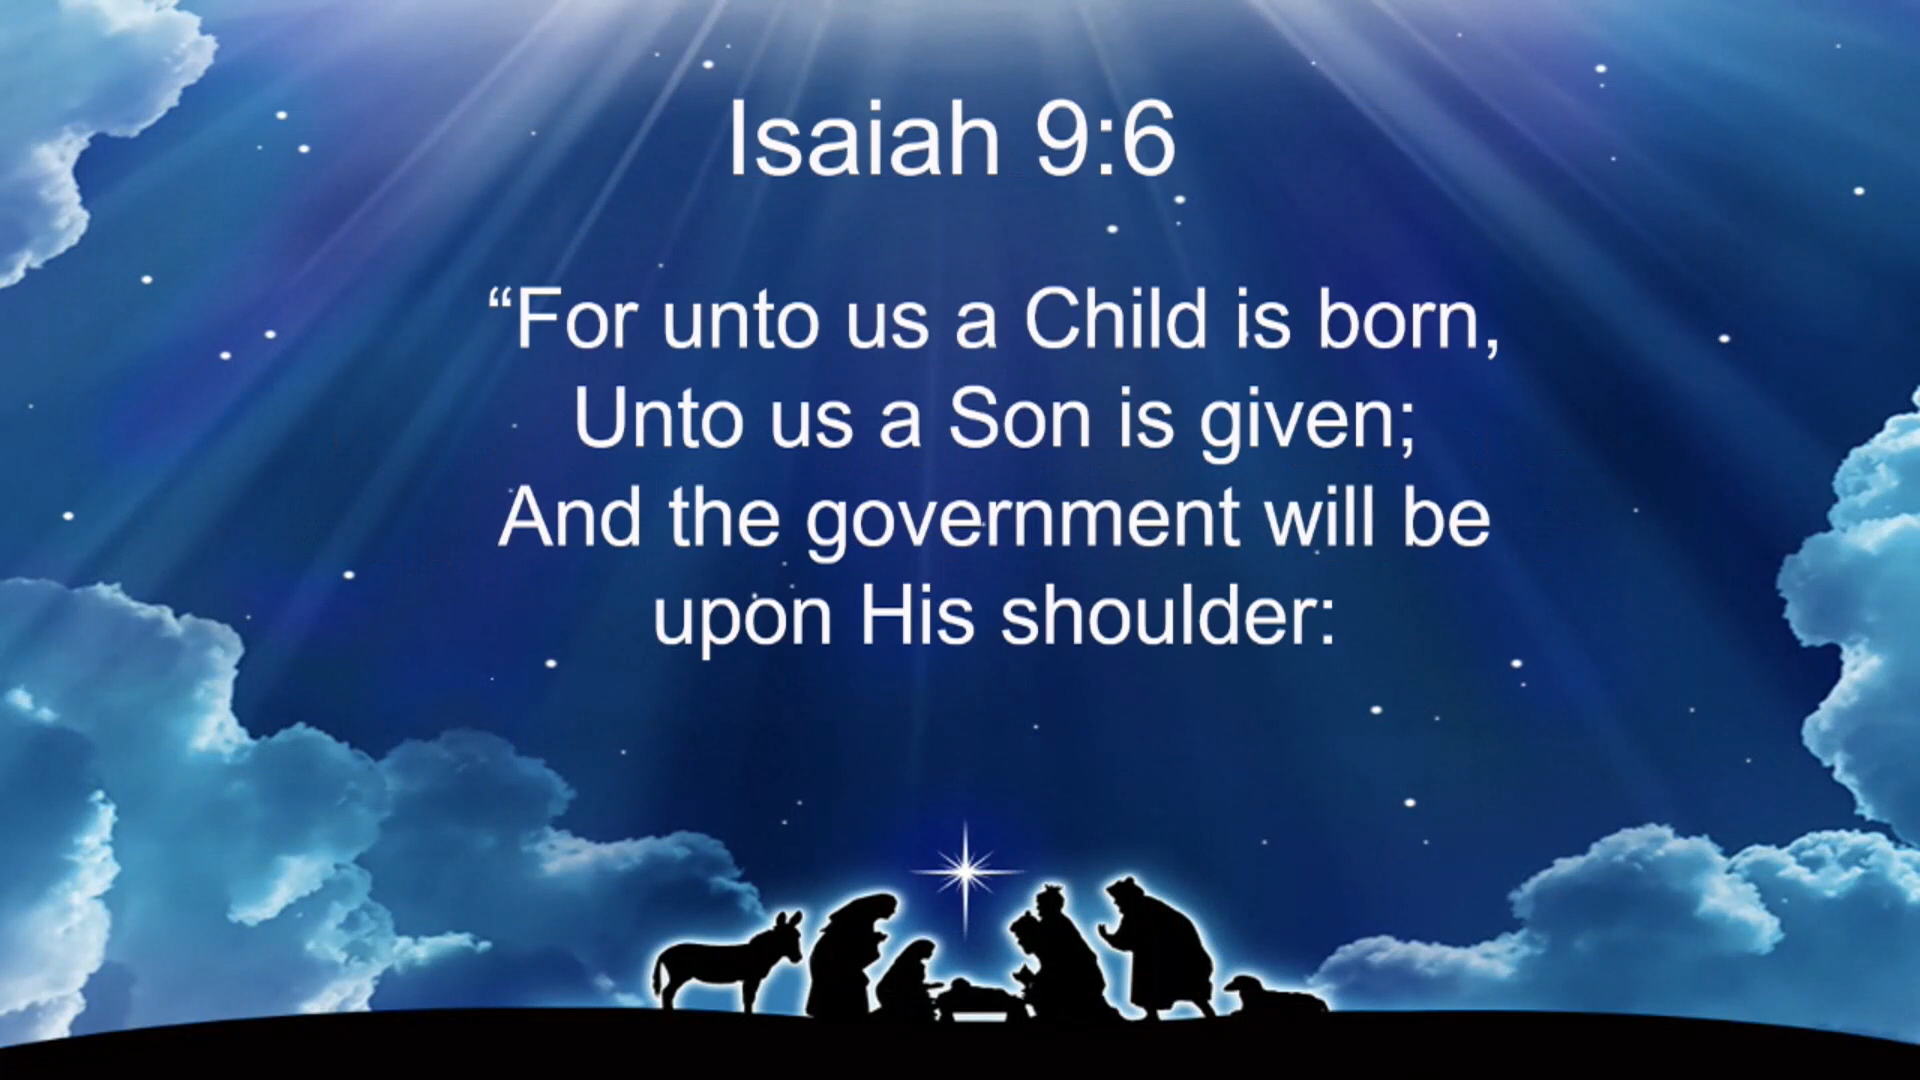 Isaiah 9:6
“For unto us a Child is born,
Unto us a Son is given;
And the government will be
upon His shoulder: